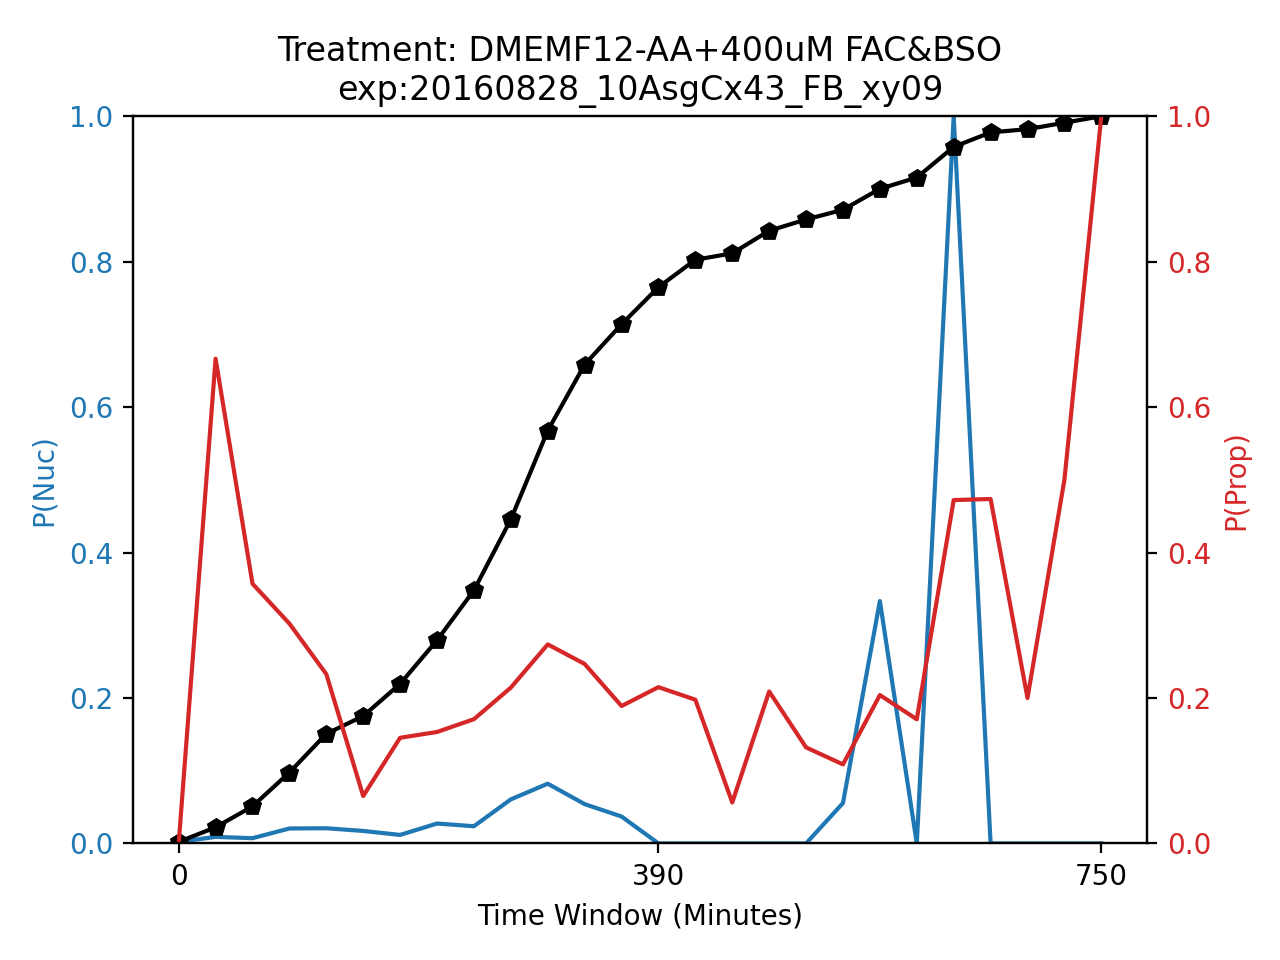 Treatment: DMEMF12-AA+400uM FAC&BSO
exp:20160828_10AsgCx43_FB_xy09
1.0
0.8
0.6
0.4
0.2
0.0
P(Nuc)
1.0
0.8
0.6
0.4
0.2
0.0
P(Prop)
0 390 750
Time Window (Minutes)